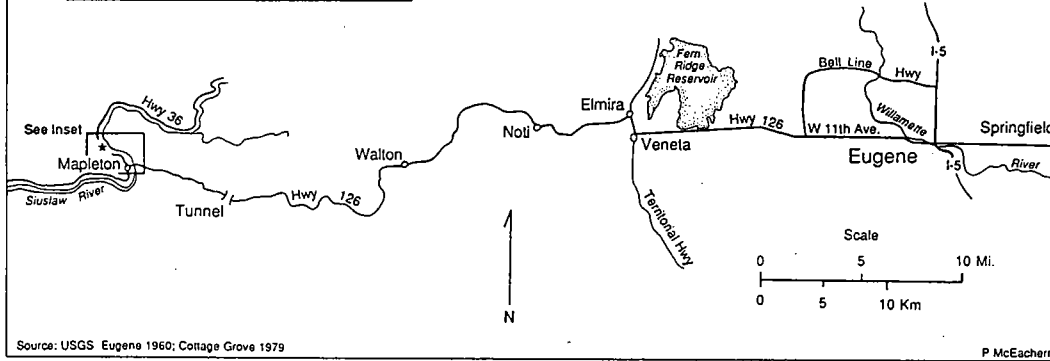 I-5
Fern
Ridge
Reservoir
Belt Line
Hwy
Hwy 36
See Inset
Elmira
Willamette
Hwy 126
W 11th Ave.
Springfield
Noti
Veneta
Eugene
Mapleton
Walton
I-5
River
Siuslaw River
Tunnel
Hwy 126
Territorial Hwy
Scale
0 5 10 Mi.
0 5 10 Km
N
Source: USGS Eugene 1960; Cottage Grove 1979
P McEachern